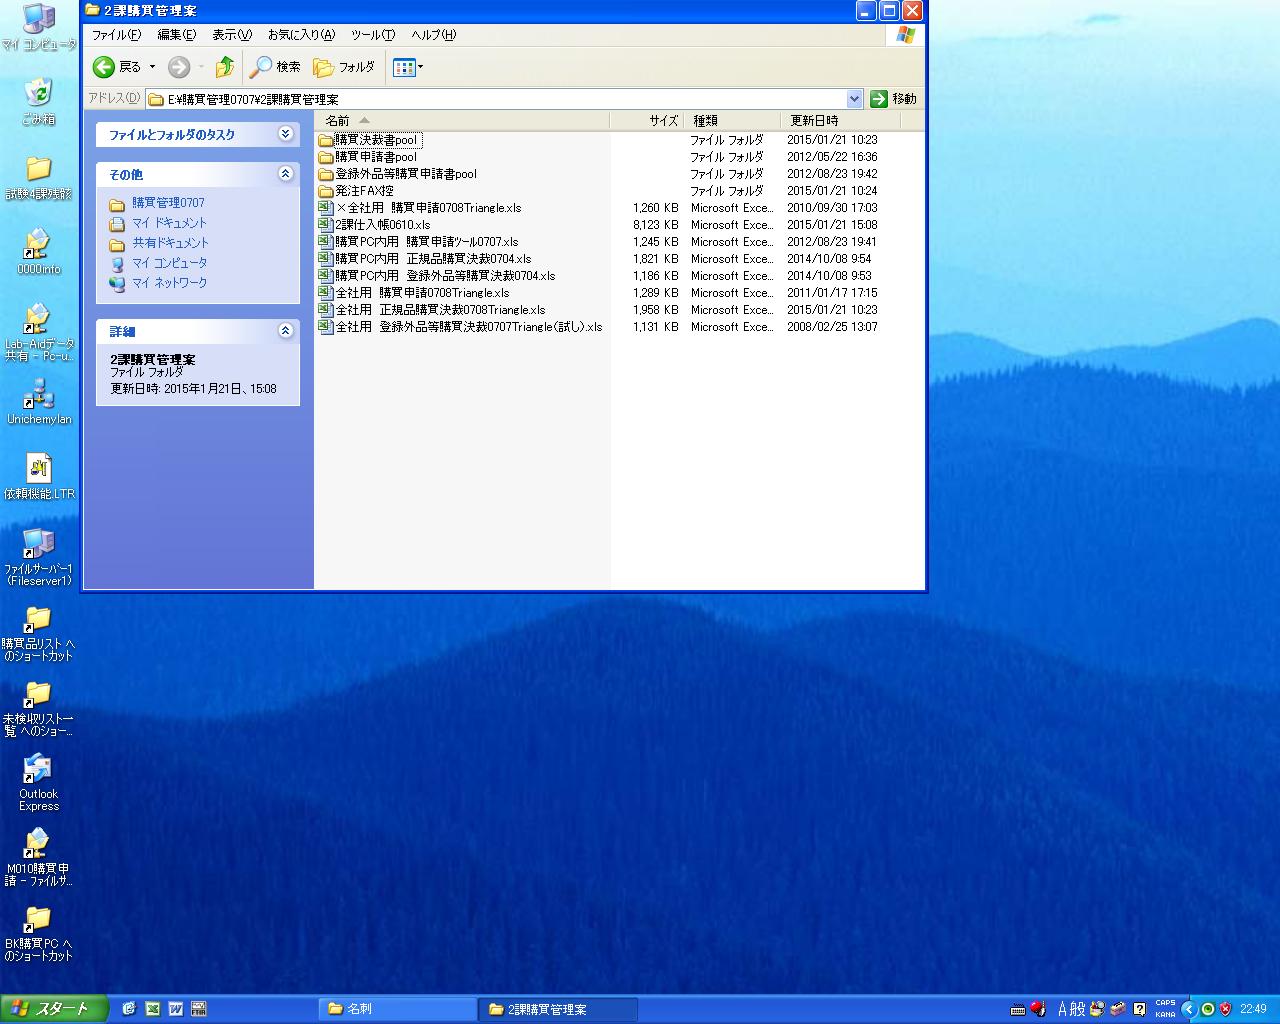 2課購買管理案
ファイル(F) 編集(E) 表示(V) お気に入り(A) ツール(T) ヘルプ(H)
戻る 検索 フォルダ
アドレス(D) E:¥購買管理0707¥2課購買管理案 移動
ファイルとフォルダのタスク
その他
購買管理0707
マイ ドキュメント
共有ドキュメント
マイ コンピュータ
マイ ネットワーク
詳細
2課購買管理案
ファイル フォルダ
更新日時: 2015年1月21日、15:08
名前 サイズ 種類 更新日時
購買決裁書pool ファイル フォルダ 2015/01/21 10:23
購買申請書pool ファイル フォルダ 2012/05/22 16:36
登録外品等購買申請書pool ファイル フォルダ 2012/08/23 19:42
発注FAX控 ファイル フォルダ 2015/01/21 10:24
×全社用 購買申請0708Triangle.xls 1,260 KB Microsoft Exce... 2010/09/30 17:03
2課仕入帳0610.xls 8,123 KB Microsoft Exce... 2015/01/21 15:08
購買PC内用 購買申請ツール0707.xls 1,245 KB Microsoft Exce... 2012/08/23 19:41
購買PC内用 正規品購買決裁0704.xls 1,821 KB Microsoft Exce... 2014/10/08 9:54
購買PC内用 登録外品等購買決裁0704.xls 1,186 KB Microsoft Exce... 2014/10/08 9:53
全社用 購買申請0708Triangle.xls 1,289 KB Microsoft Exce... 2011/01/17 17:15
全社用 正規品購買決裁0708Triangle.xls 1,958 KB Microsoft Exce... 2015/01/21 10:23
全社用 登録外品等購買決裁0707Triangle(試し).xls 1,131 KB Microsoft Exce... 2008/02/25 13:07
マイ コンピュータ
ごみ箱
試験4課残骸
0000info
Lab-Aidデータ
共有 - Pc-u...
Unichemylan
依頼機能.LTR
ファイルサーバー1
(Fileserver1)
購買品リスト へ
のショートカット
未検収リスト一
覧 へのショー...
Outlook
Express
M010購買申
請 - ファイルサ...
BK購買PC へ
のショートカット
スタート FTIR 名刺 2課購買管理案 A 般 CAPS
KANA 22:49